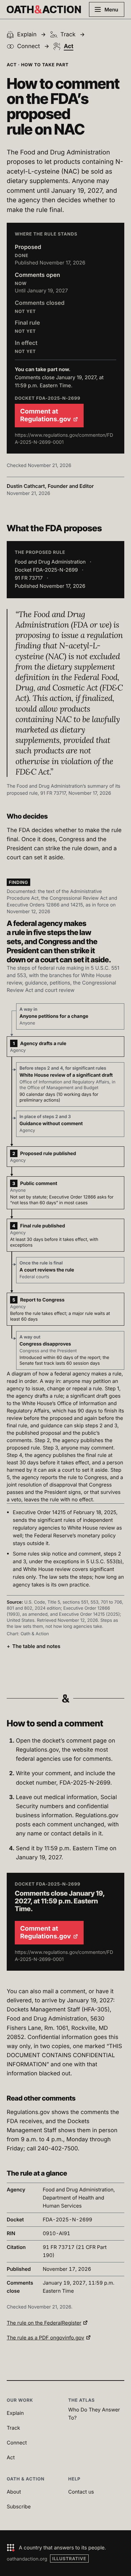 OATH&ACTION
Menu
Explain → Track →
Connect → Act
ACT · HOW TO TAKE PART
How to comment
on the FDA's
proposed
rule on NAC
The Food and Drug Administration
proposes to let products containing N-
acetyl-L-cysteine (NAC) be sold as
dietary supplements. Anyone may
comment until January 19, 2027, and
the agency then decides whether to
make the rule final.
WHERE THE RULE STANDS
Proposed
DONE
Published November 17, 2026
Comments open
NOW
Until January 19, 2027
Comments closed
NOT YET
Final rule
NOT YET
In effect
NOT YET
You can take part now.
Comments close January 19, 2027, at
11:59 p.m. Eastern Time.
DOCKET FDA-2025-N-2699
Comment at
Regulations.gov
https://www.regulations.gov/commenton/FD
A-2025-N-2699-0001
Checked November 21, 2026
Dustin Cathcart, Founder and Editor
November 21, 2026
What the FDA proposes
THE PROPOSED RULE
Food and Drug Administration ·
Docket FDA-2025-N-2699 ·
91 FR 73717 ·
Published November 17, 2026
“The Food and Drug
Administration (FDA or we) is
proposing to issue a regulation
finding that N-acetyl-L-
cysteine (NAC) is not excluded
from the dietary supplement
definition in the Federal Food,
Drug, and Cosmetic Act (FD&C
Act). This action, if finalized,
would allow products
containing NAC to be lawfully
marketed as dietary
supplements, provided that
such products are not
otherwise in violation of the
FD&C Act.”
The Food and Drug Administration's summary of its
proposed rule, 91 FR 73717, November 17, 2026
Who decides
The FDA decides whether to make the rule
final. Once it does, Congress and the
President can still strike the rule down. A
court can set it aside.
FINDING
Documented: the text of the Administrative
Procedure Act, the Congressional Review Act and
Executive Orders 12866 and 14215, as in force on
November 12, 2026
A federal agency makes
a rule in five steps the law
sets, and Congress and the
President can then strike it
down or a court can set it aside.
The steps of federal rule making in 5 U.S.C. 551
and 553, with the branches for White House
review, guidance, petitions, the Congressional
Review Act and court review
A way in
Anyone petitions for a change
Anyone
1 Agency drafts a rule
Agency
Before steps 2 and 4, for significant rules
White House review of a significant draft
Office of Information and Regulatory Affairs, in
the Office of Management and Budget
90 calendar days (10 working days for
preliminary actions)
In place of steps 2 and 3
Guidance without comment
Agency
2 Proposed rule published
Agency
3 Public comment
Anyone
Not set by statute; Executive Order 12866 asks for
“not less than 60 days” in most cases
4 Final rule published
Agency
At least 30 days before it takes effect, with
exceptions
Once the rule is final
A court reviews the rule
Federal courts
5 Report to Congress
Agency
Before the rule takes effect; a major rule waits at
least 60 days
A way out
Congress disapproves
Congress and the President
Introduced within 60 days of the report; the
Senate fast track lasts 60 session days
A diagram of how a federal agency makes a rule,
read in order. A way in: anyone may petition an
agency to issue, change or repeal a rule. Step 1,
the agency drafts a rule; a significant draft goes
to the White House's Office of Information and
Regulatory Affairs, which has 90 days to finish
review before the proposed and again before the
final rule, and guidance can skip steps 2 and 3,
the published proposal and the public's
comments. Step 2, the agency publishes the
proposed rule. Step 3, anyone may comment.
Step 4, the agency publishes the final rule at
least 30 days before it takes effect, and someone
harmed by it can ask a court to set it aside. Step
5, the agency reports the rule to Congress, and a
joint resolution of disapproval that Congress
passes and the President signs, or that survives
a veto, leaves the rule with no effect.
• Executive Order 14215 of February 18, 2025,
submits the rules of the independent
regulatory agencies to White House review as
well; the Federal Reserve's monetary policy
stays outside it.
• Some rules skip notice and comment, steps 2
and 3, under the exceptions in 5 U.S.C. 553(b),
and most White House review covers
significant rules only. The law sets the steps;
rules can say how long an agency takes is its own practice.
Source: U.S. Code, Title 5, sections 551, 553, 701 to 706,
801 and 802, 2024 edition; Executive Order 12866
(1993), as amended, and Executive Order 14215 (2025);
United States. Retrieved November 12, 2026. Steps as
the law sets them, not how long agencies take.
Chart: Oath & Action
+ The table and notes
&
How to send a comment
1. Open the docket's comment page on
Regulations.gov, the website most
federal agencies use for comments.
2. Write your comment, and include the
docket number, FDA-2025-N-2699.
3. Leave out medical information, Social
Security numbers and confidential
business information. Regulations.gov
publishes a comment unchanged, with
any name or contact details in it.
4. Send it by 11:59 p.m. Eastern Time on
January 19, 2027.
DOCKET FDA-2025-N-2699
Comments close January 19,
2027, at 11:59 p.m. Eastern
Time.
Comment at
Regulations.gov
https://www.regulations.gov/commenton/FD
A-2025-N-2699-0001
You can also mail a comment, or have it
delivered, to arrive by January 19, 2027:
Dockets Management Staff (HFA-305),
Food and Drug Administration, 5630
Fishers Lane, Rm. 1061, Rockville, MD
20852. Confidential information goes only
this way, in two copies, one marked “THIS
DOCUMENT CONTAINS CONFIDENTIAL
INFORMATION” and one with that
information blacked out.
Read other comments
Regulations.gov shows the comments the
FDA receives, and the Dockets
Management Staff shows them in person
from 9 a.m. to 4 p.m., Monday through
Friday; call 240-402-7500.
The rule at a glance
Agency Food and Drug Administration,
Department of Health and
Human Services
Docket FDA-2025-N-2699
RIN 0910-AI91
Citation 91 FR 73717 (21 CFR Part
190)
Published November 17, 2026
Comments January 19, 2027, 11:59 p.m.
close Eastern Time
Checked November 21, 2026
The rule on the FederalRegister
The rule as a PDF ongovinfo.gov
OUR WORK
Explain
Track
Connect
Act
THE ATLAS
Who Do They Answer
To?
OATH & ACTION
About
Subscribe
HELP
Contact us
A country that answers to its people.
oathandaction.org ILLUSTRATIVE